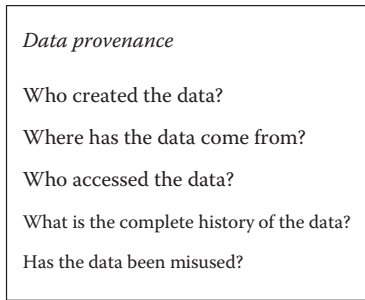 Data provenance
Who created the data?
Where has the data come from?
Who accessed the data?
What is the complete history of the data?
Has the data been misused?